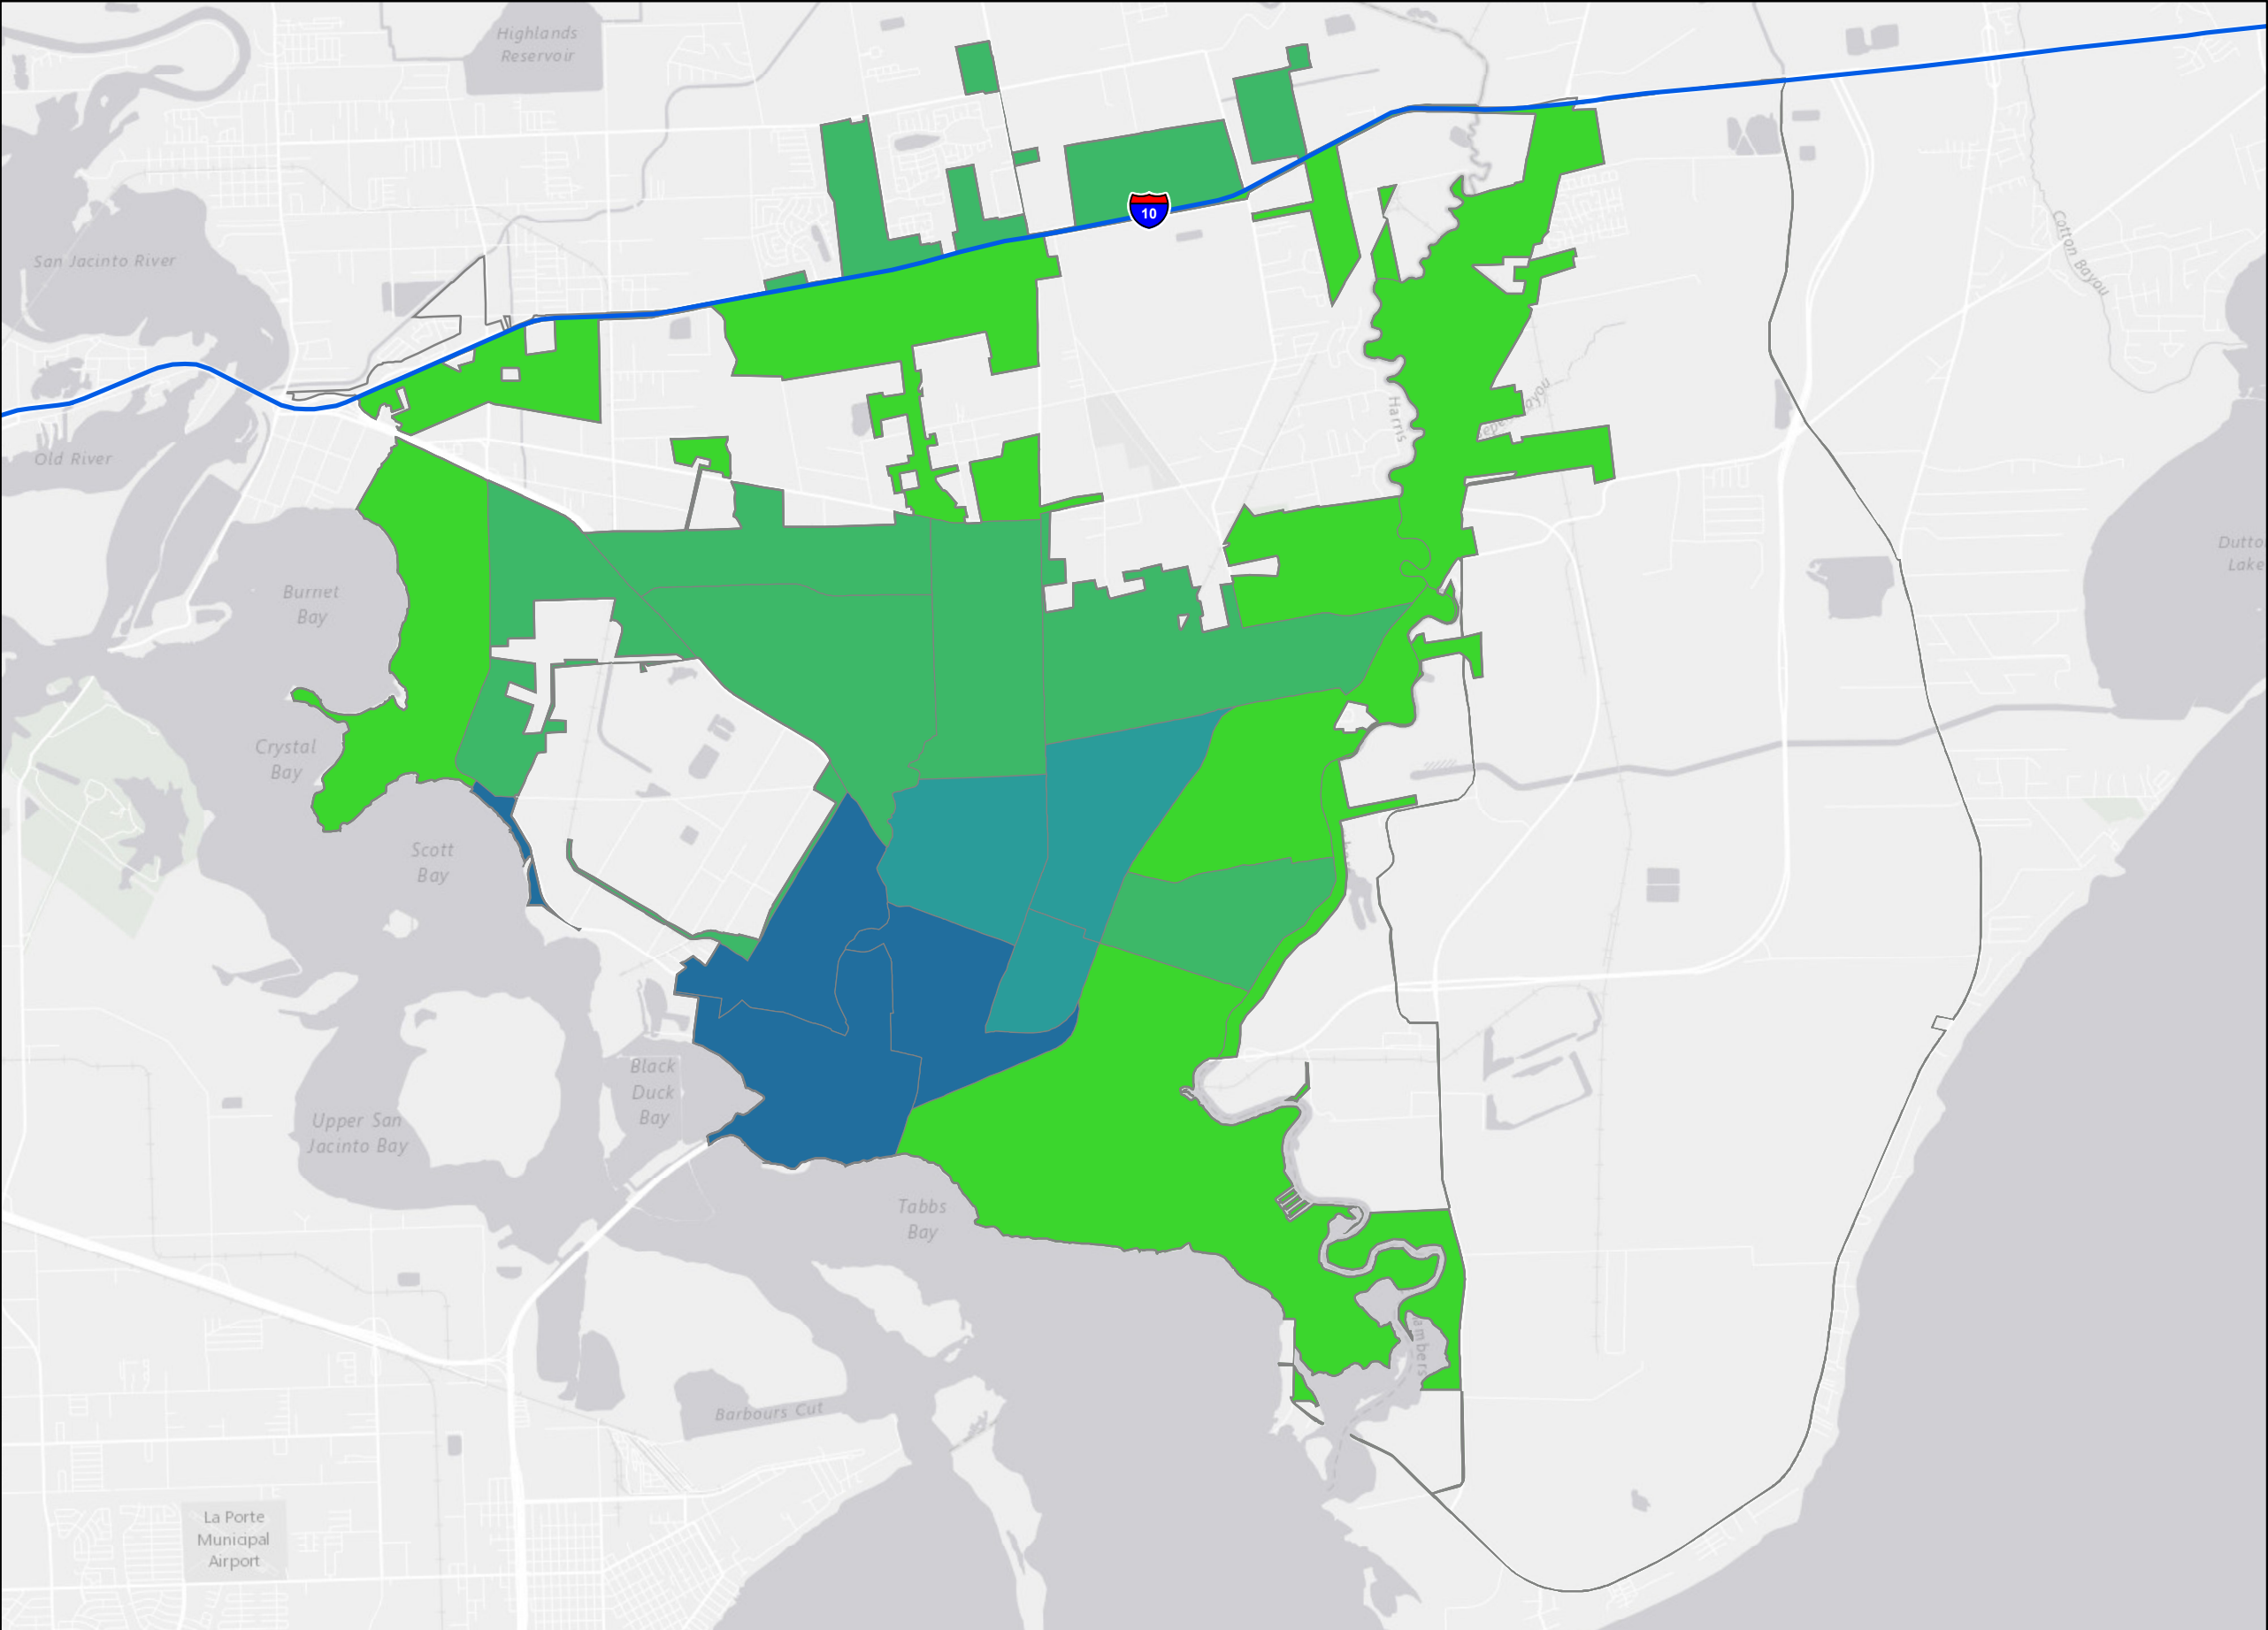 Highlands
Reservoir
10
San Jacinto River
Cotton Bayou
Harris
Old River
Burnet
Bay
Dutto
Lake
Crystal
Bay
Scott
Bay
Black
Duck
Bay
Upper San
Jacinto Bay
Tabbs
Bay
ambers
Barbours Cut
La Porte
Municipal
Airport